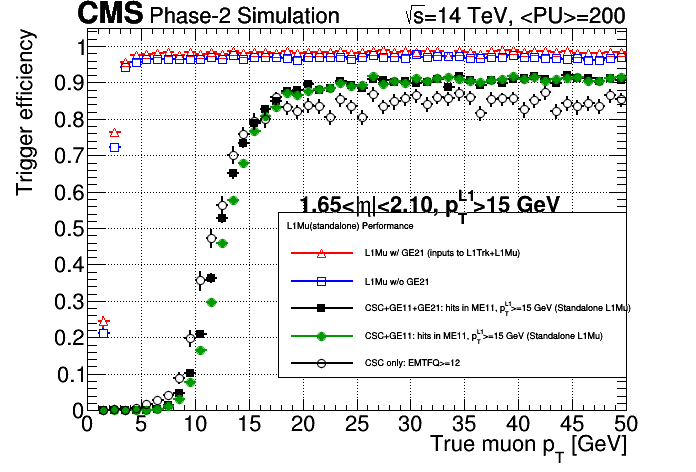 CMS Phase-2 Simulation √s=14 TeV, <PU>=200
Trigger efficiency
1
0.9
0.8
0.7
0.6
0.5
0.4
0.3
0.2
0.1
0
1.65<|η|<2.10, p_T^L1>15 GeV
L1Mu(standalone) Performance
L1Mu w/ GE21 (inputs to L1Trk+L1Mu)
L1Mu w/o GE21
CSC+GE11+GE21: hits in ME11, p_T^L1>=15 GeV (Standalone L1Mu)
CSC+GE11: hits in ME11, p_T^L1>=15 GeV (Standalone L1Mu)
CSC only: EMTFQ>=12
0 5 10 15 20 25 30 35 40 45 50
True muon p_T [GeV]